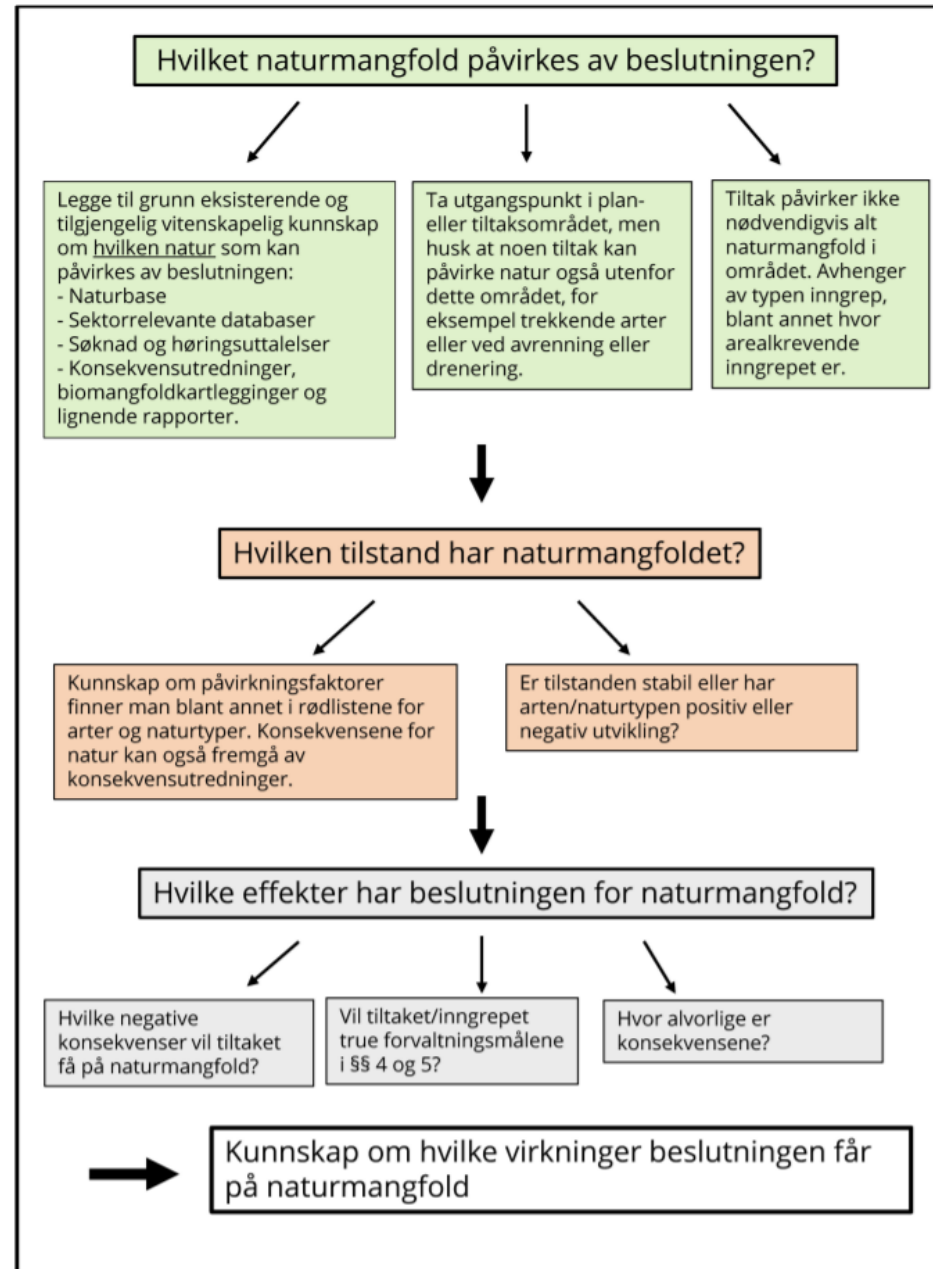 Hvilket naturmangfold påvirkes av beslutningen?
Legge til grunn eksisterende og
tilgjengelig vitenskapelig kunnskap
om hvilken natur som kan
påvirkes av beslutningen:
- Naturbase
- Sektorrelevante databaser
- Søknad og høringsuttalelser
- Konsekvensutredninger,
biomangfoldkartlegginger og
lignende rapporter.
Ta utgangspunkt i plan-
eller tiltaksområdet, men
husk at noen tiltak kan
påvirke natur også utenfor
dette området, for
eksempel trekkende arter
eller ved avrenning eller
drenering.
Tiltak påvirker ikke
nødvendigvis alt
naturmangfold i
området. Avhenger
av typen inngrep,
blant annet hvor
arealkrevende
inngrepet er.
Hvilken tilstand har naturmangfoldet?
Kunnskap om påvirkningsfaktorer
finner man blant annet i rødlistene for
arter og naturtyper. Konsekvensene for
natur kan også fremgå av
konsekvensutredninger.
Er tilstanden stabil eller har
arten/naturtypen positiv eller
negativ utvikling?
Hvilke effekter har beslutningen for naturmangfold?
Hvilke negative
konsekvenser vil tiltaket
få på naturmangfold?
Vil tiltaket/inngrepet
true forvaltningsmålene
i §§ 4 og 5?
Hvor alvorlige er
konsekvensene?
Kunnskap om hvilke virkninger beslutningen får
på naturmangfold